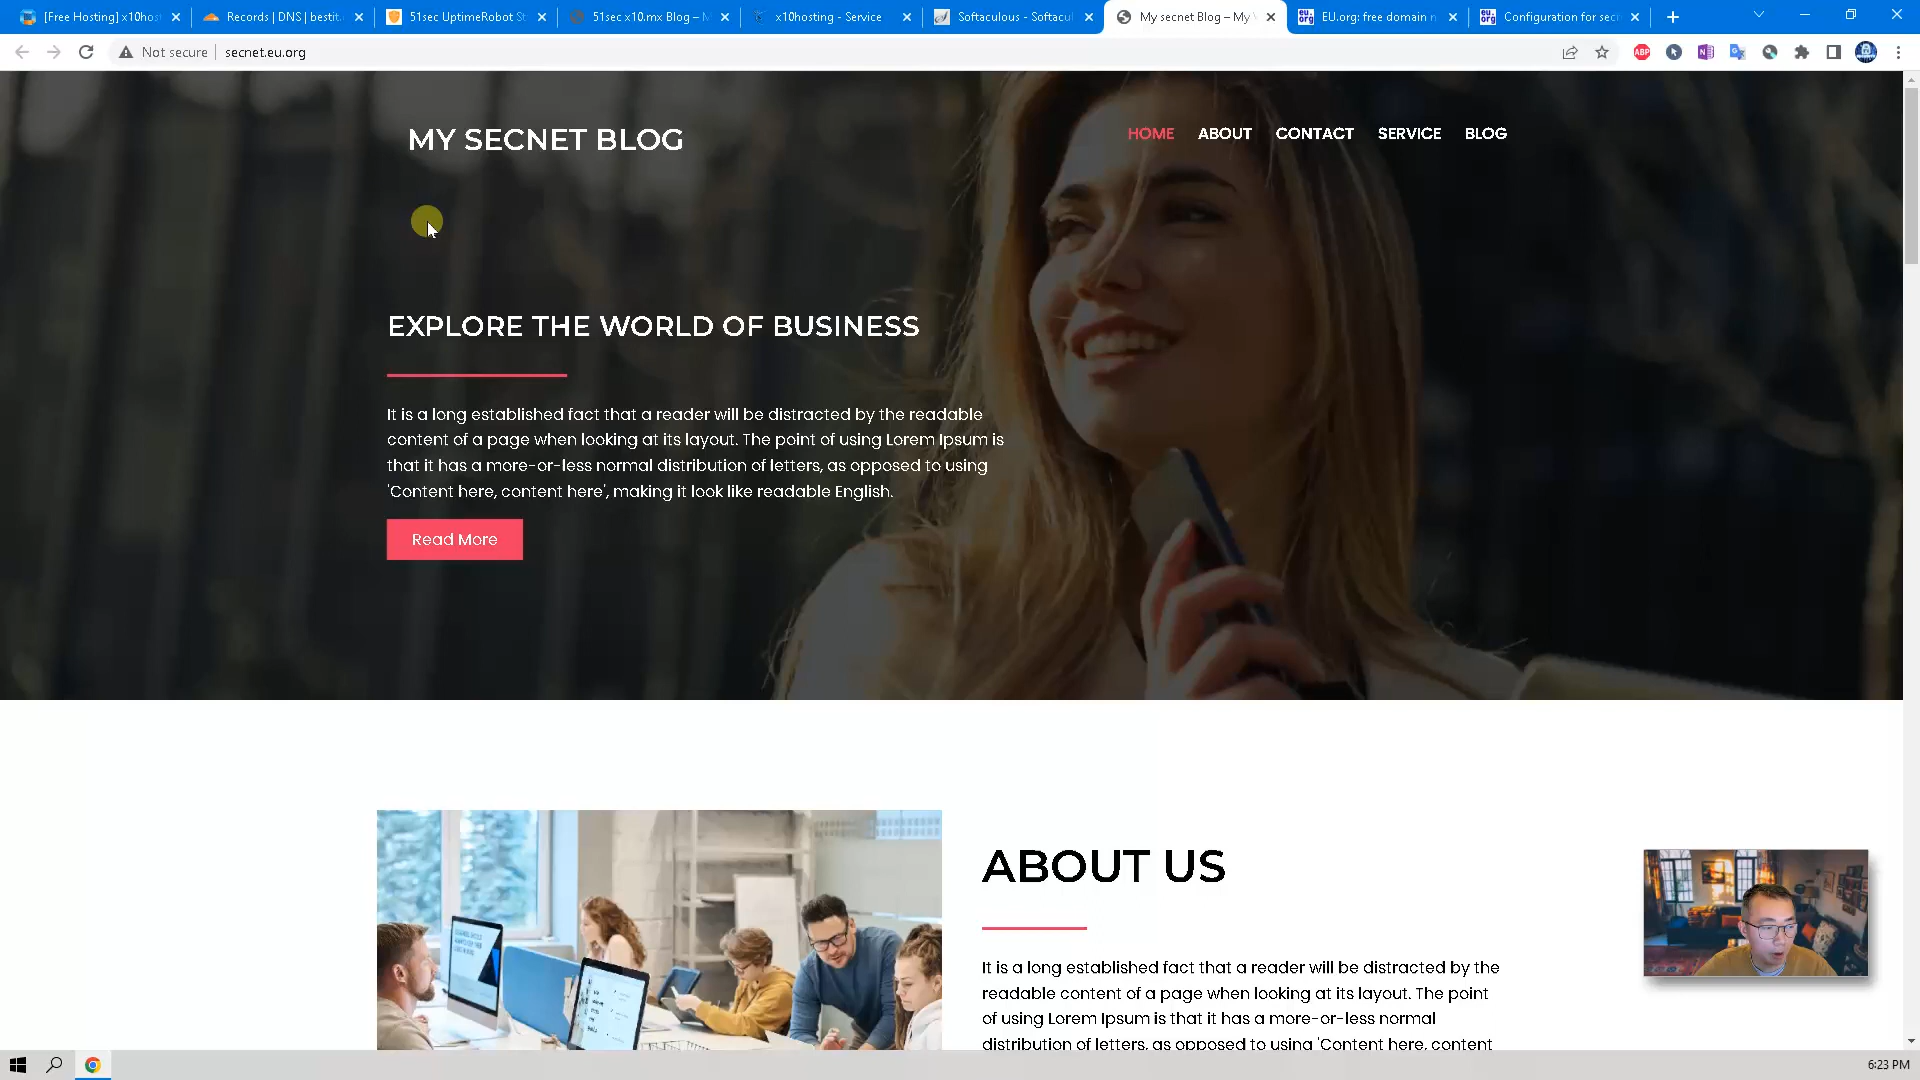 [Free Hosting] x10hos
Records | DNS | bestit.
51sec UptimeRobot St
51sec x10.mx Blog – M
x10hosting - Service
Softaculous - Softacul
My secnet Blog – My
EU.org: free domain n
Configuration for secn
Not secure
secnet.eu.org
ABP
MY SECNET BLOG
HOME ABOUT CONTACT SERVICE BLOG
EXPLORE THE WORLD OF BUSINESS
It is a long established fact that a reader will be distracted by the readable
content of a page when looking at its layout. The point of using Lorem Ipsum is
that it has a more-or-less normal distribution of letters, as opposed to using
'Content here, content here', making it look like readable English.
Read More
ABOUT US
It is a long established fact that a reader will be distracted by the
readable content of a page when looking at its layout. The point
of using Lorem Ipsum is that it has a more-or-less normal
distribution of letters, as opposed to using 'Content here, content
6:23 PM